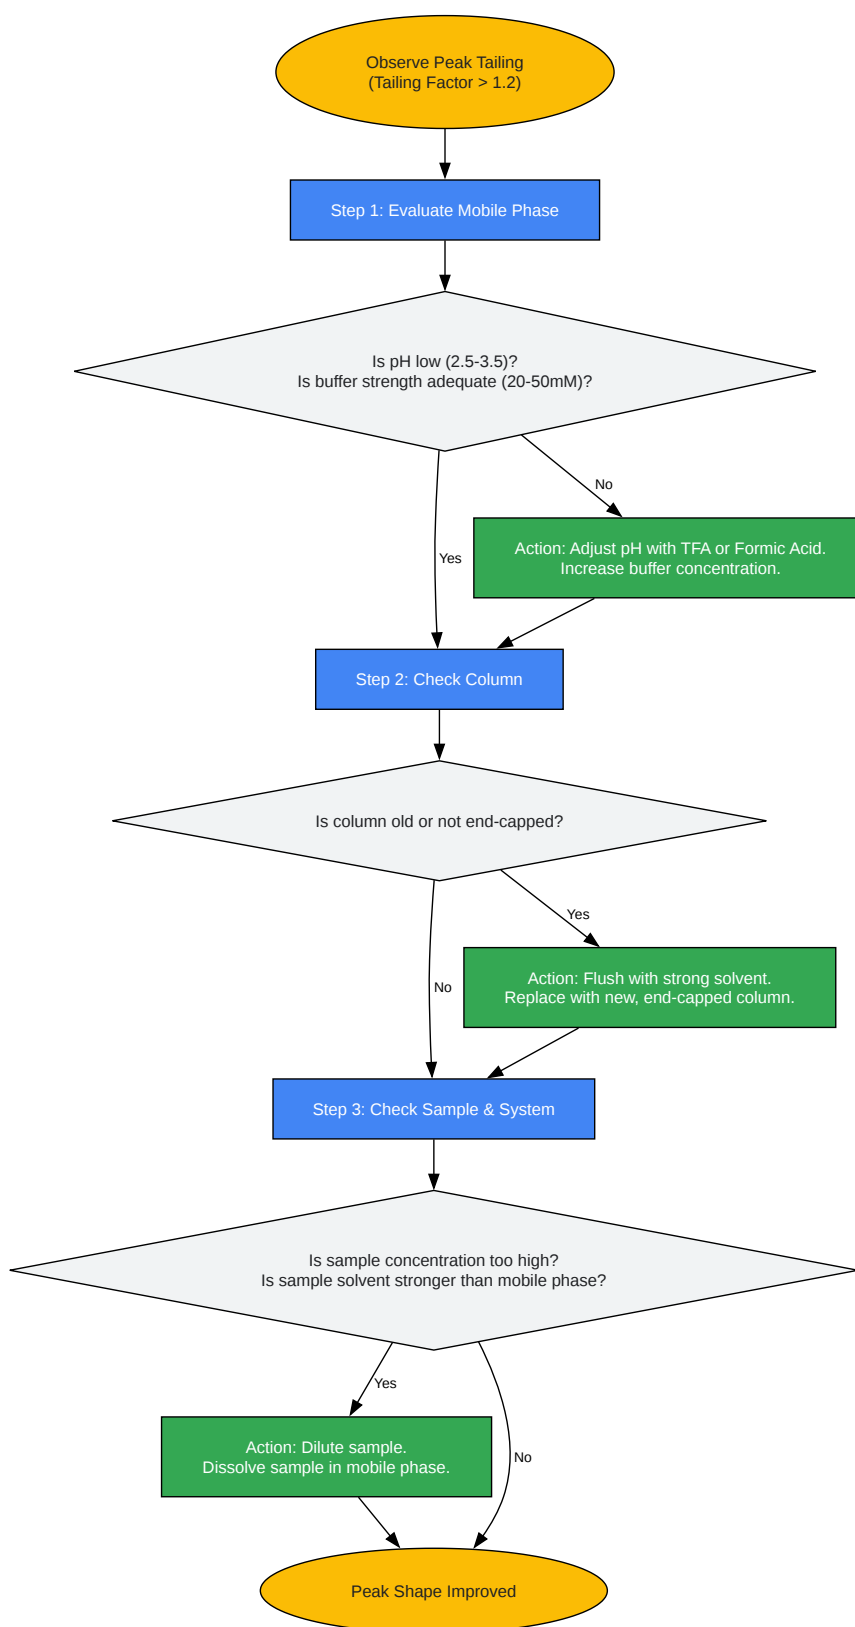 Observe Peak Tailing
(Tailing Factor > 1.2)
Step 1: Evaluate Mobile Phase
Is pH low (2.5-3.5)?
Is buffer strength adequate (20-50mM)?
No
Action: Adjust pH with TFA or Formic Acid.
Increase buffer concentration.
Yes
Step 2: Check Column
Is column old or not end-capped?
Yes
Action: Flush with strong solvent.
Replace with new, end-capped column.
No
Step 3: Check Sample & System
Is sample concentration too high?
Is sample solvent stronger than mobile phase?
Yes
Action: Dilute sample.
Dissolve sample in mobile phase.
No
Peak Shape Improved